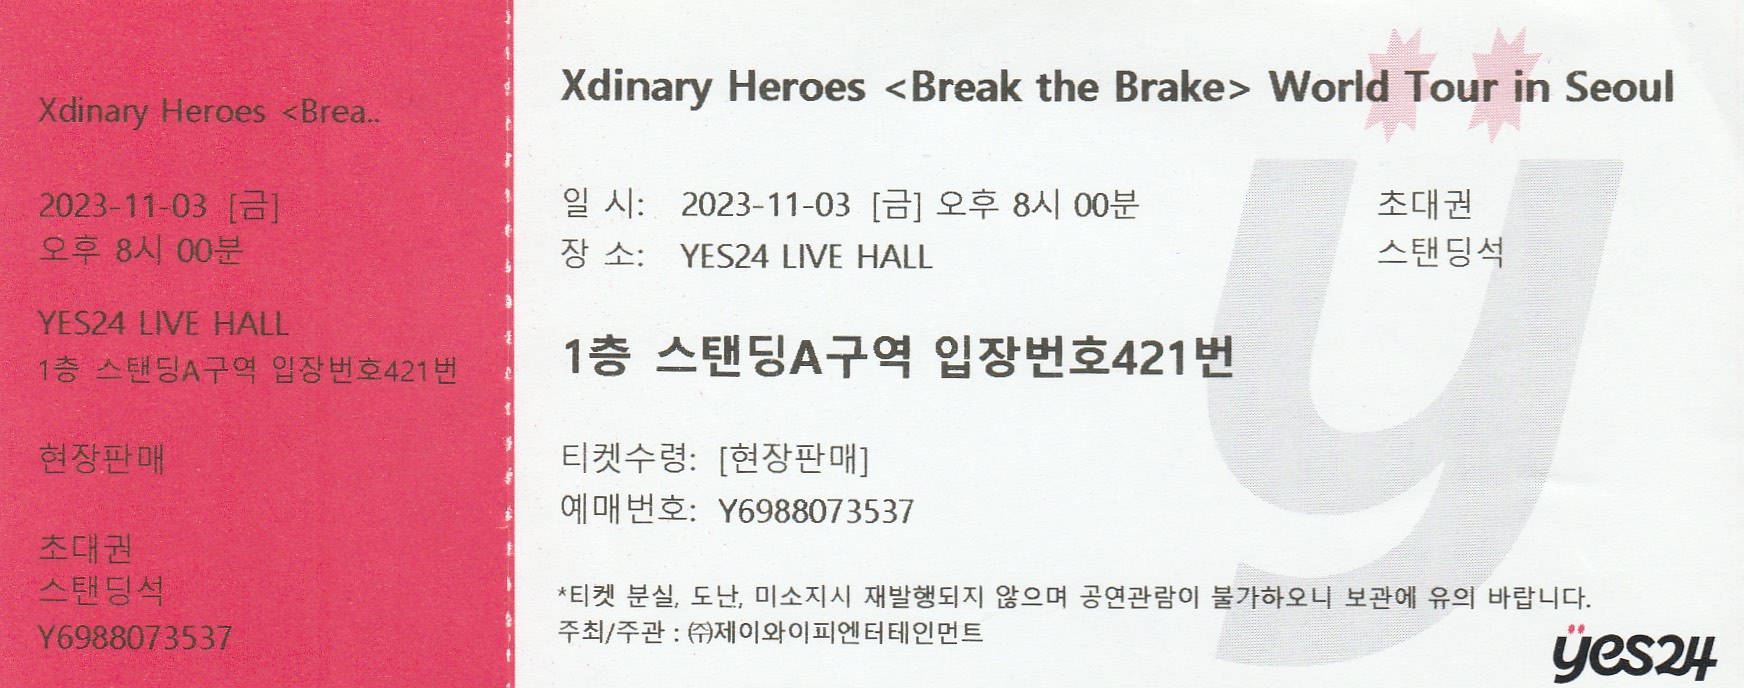 Xdinary Heroes <Brea..
2023-11-03 [금]
오후 8시 00분
YES24 LIVE HALL
1층 스탠딩A구역 입장번호421번
현장판매
초대권
스탠딩석
Y6988073537
Xdinary Heroes <Break the Brake> World Tour in Seoul
일 시: 2023-11-03 [금] 오후 8시 00분
장 소: YES24 LIVE HALL
초대권
스탠딩석
1층 스탠딩A구역 입장번호421번
티켓수령: [현장판매]
예매번호: Y6988073537
*티켓 분실, 도난, 미소지시 재발행되지 않으며 공연관람이 불가하오니 보관에 유의 바랍니다.
주최/주관 : ㈜제이와이피엔터테인먼트
ÿ
ÿes24